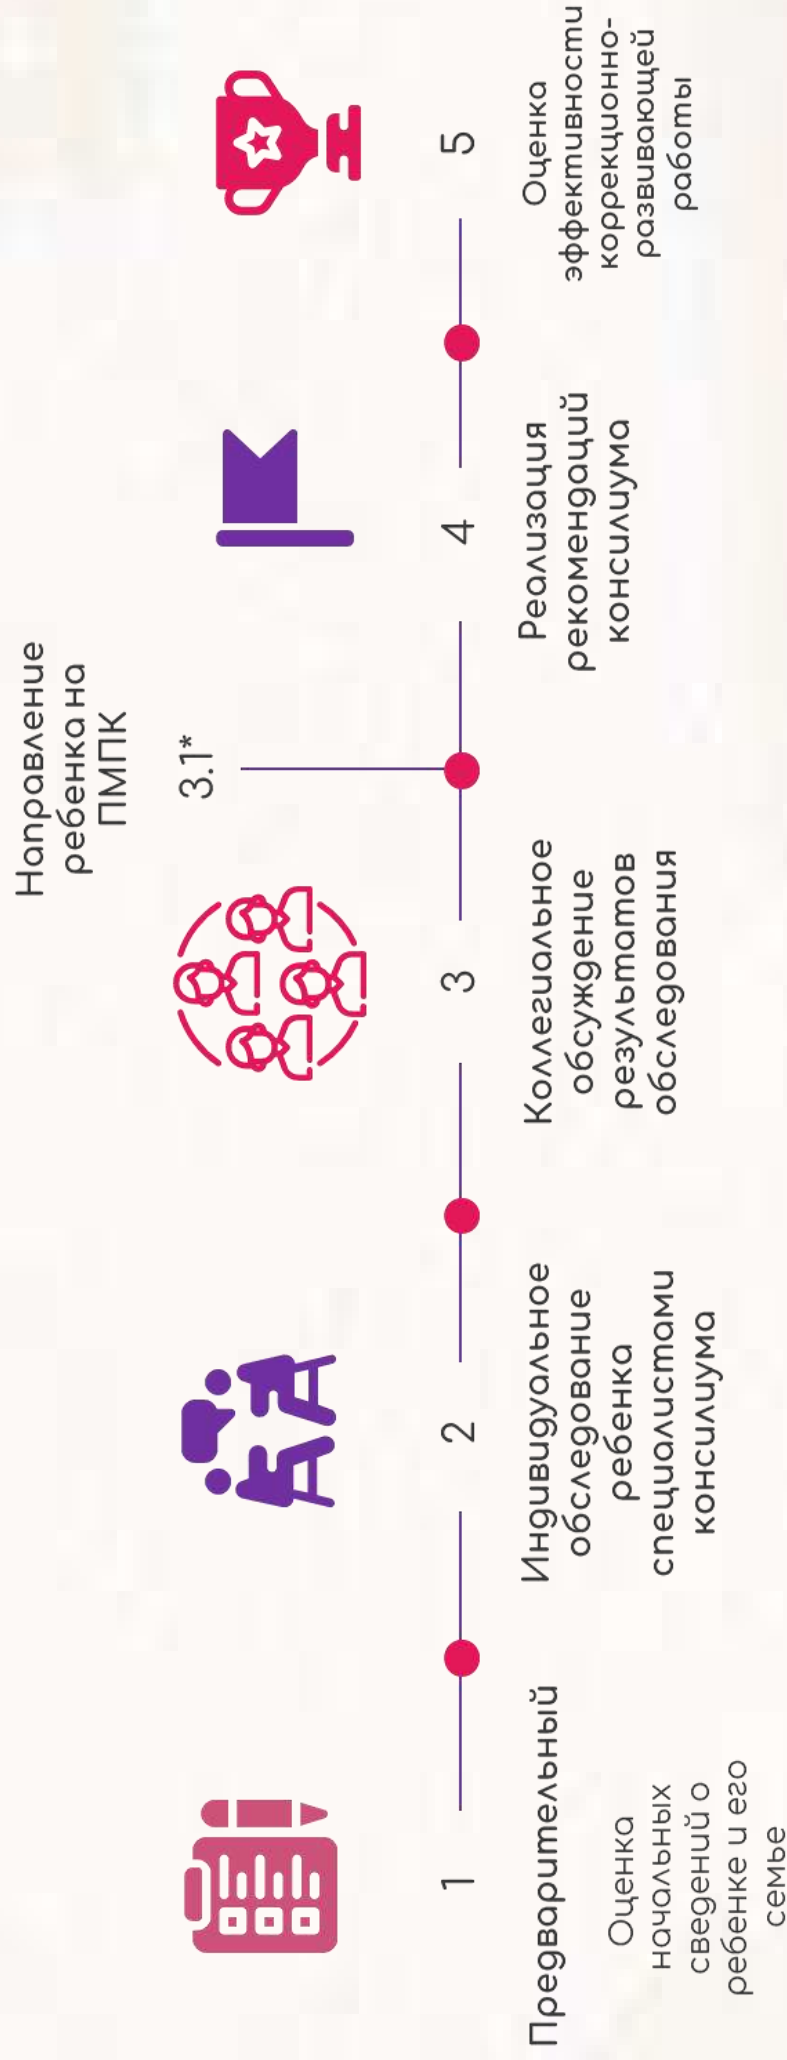 1
Предварительный
Оценка
начальных
сведений о
ребенке и его
семье
2
Индивидуальное
обследование
ребенка
специалистами
консилиума
3
Коллегиальное
обсуждение
результатов
обследования
Направление
ребенка на
ПМПК
3.1*
4
Реализация
рекомендаций
консилиума
5
Оценка
эффективности
коррекционно-
развивающей
работы